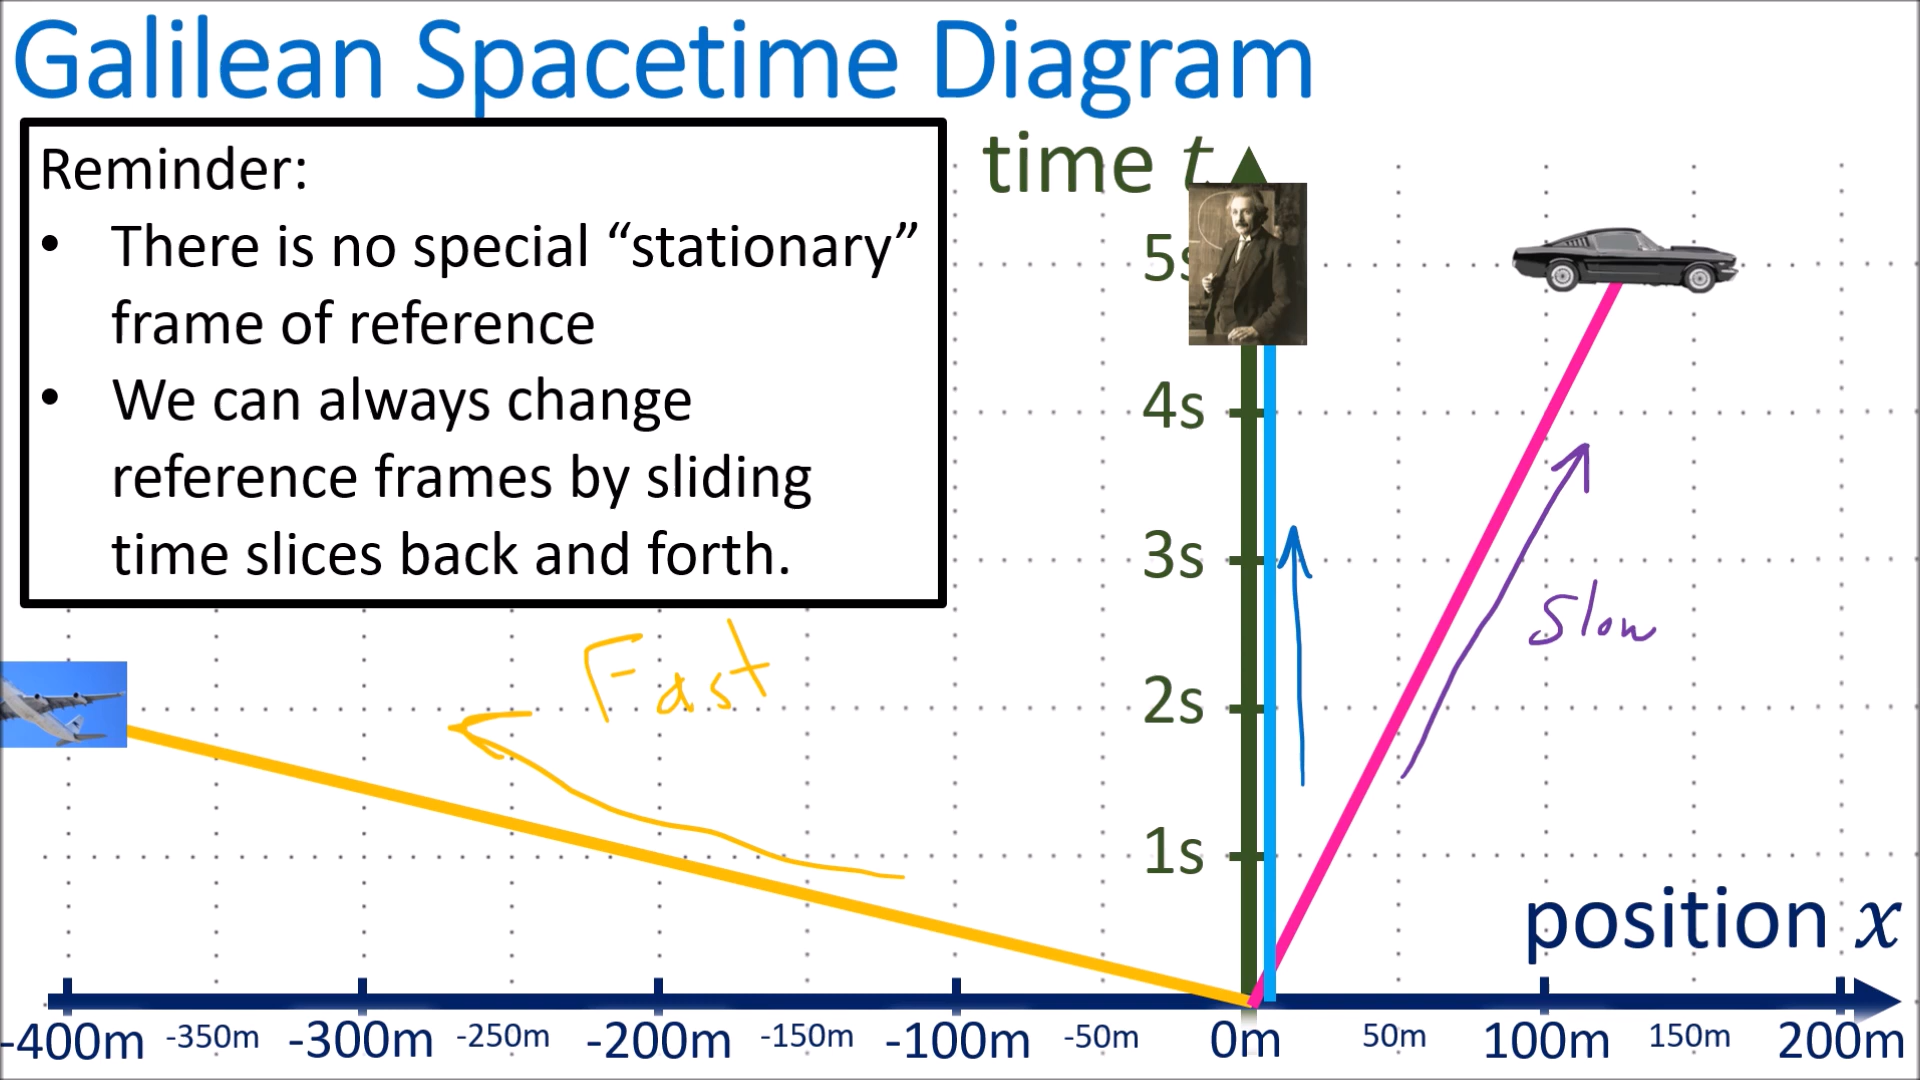 Galilean Spacetime Diagram
Reminder:
• There is no special “stationary”
frame of reference
• We can always change
reference frames by sliding
time slices back and forth.
time t
5s
4s
3s
2s
1s
Fast
Slow
position x
-400m -350m -300m -250m -200m -150m -100m -50m 0m 50m 100m 150m 200m